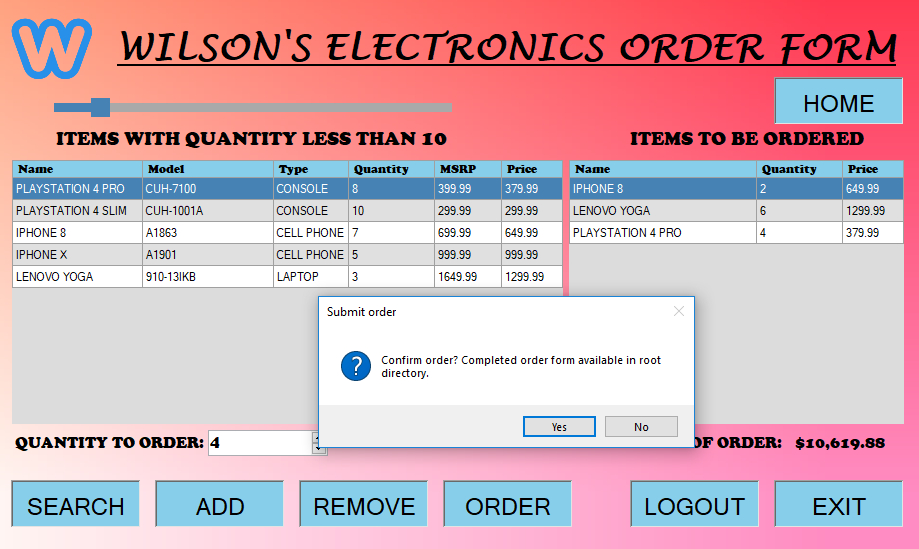 W
WILSON'S ELECTRONICS ORDER FORM
HOME
ITEMS WITH QUANTITY LESS THAN 10
ITEMS TO BE ORDERED
Name Model Type Quantity MSRP Price
PLAYSTATION 4 PRO CUH-7100 CONSOLE 8 399.99 379.99
PLAYSTATION 4 SLIM CUH-1001A CONSOLE 10 299.99 299.99
IPHONE 8 A1863 CELL PHONE 7 699.99 649.99
IPHONE X A1901 CELL PHONE 5 999.99 999.99
LENOVO YOGA 910-13IKB LAPTOP 3 1649.99 1299.99
Name Quantity Price
IPHONE 8 2 649.99
LENOVO YOGA 6 1299.99
PLAYSTATION 4 PRO 4 379.99
Submit order
Confirm order? Completed order form available in root
directory.
Yes No
QUANTITY TO ORDER: 4
OF ORDER: $10,619.88
SEARCH ADD REMOVE ORDER LOGOUT EXIT